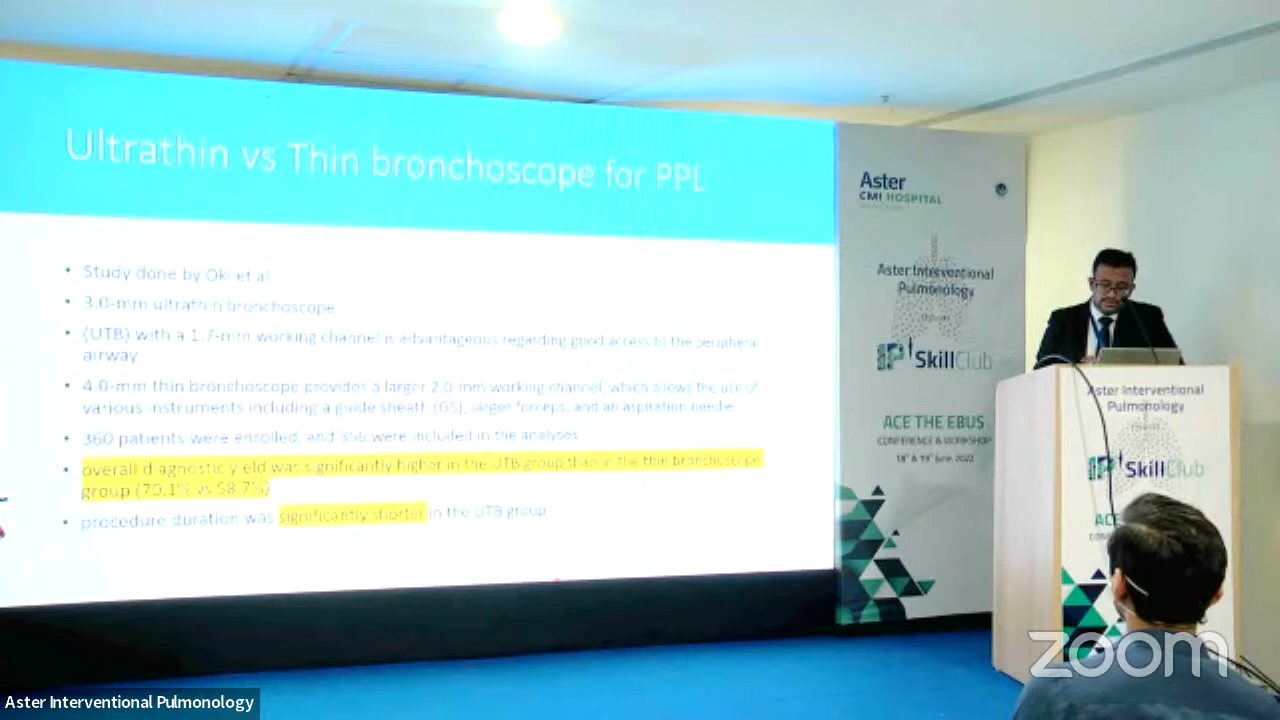 Ultrathin vs Thin bronchoscope for PPL
• Study done by Oki et al
• 3.0-mm ultrathin bronchoscope
• (UTB) with a 1.7-mm working channel is advantageous regarding good access to the peripheral
airway
• 4.0-mm thin bronchoscope provides a larger 2.0-mm working channel, which allows the use of
various instruments including a guide sheath (GS), larger forceps, and an aspiration needle
• 360 patients were enrolled, and 356 were included in the analyses
• overall diagnostic yield was significantly higher in the UTB group than in the thin bronchoscope
group (70.1% vs 58.7%)
• procedure duration was significantly shorter in the UTB group
Aster
CMI HOSPITAL
Aster Interventional
Pulmonology
IP SkillClub
ACE THE EBUS
CONFERENCE & WORKSHOP
18th & 19th June, 2022
Aster Interventional
Pulmonology
IP SkillClub
ACE
zoom
Aster Interventional Pulmonology